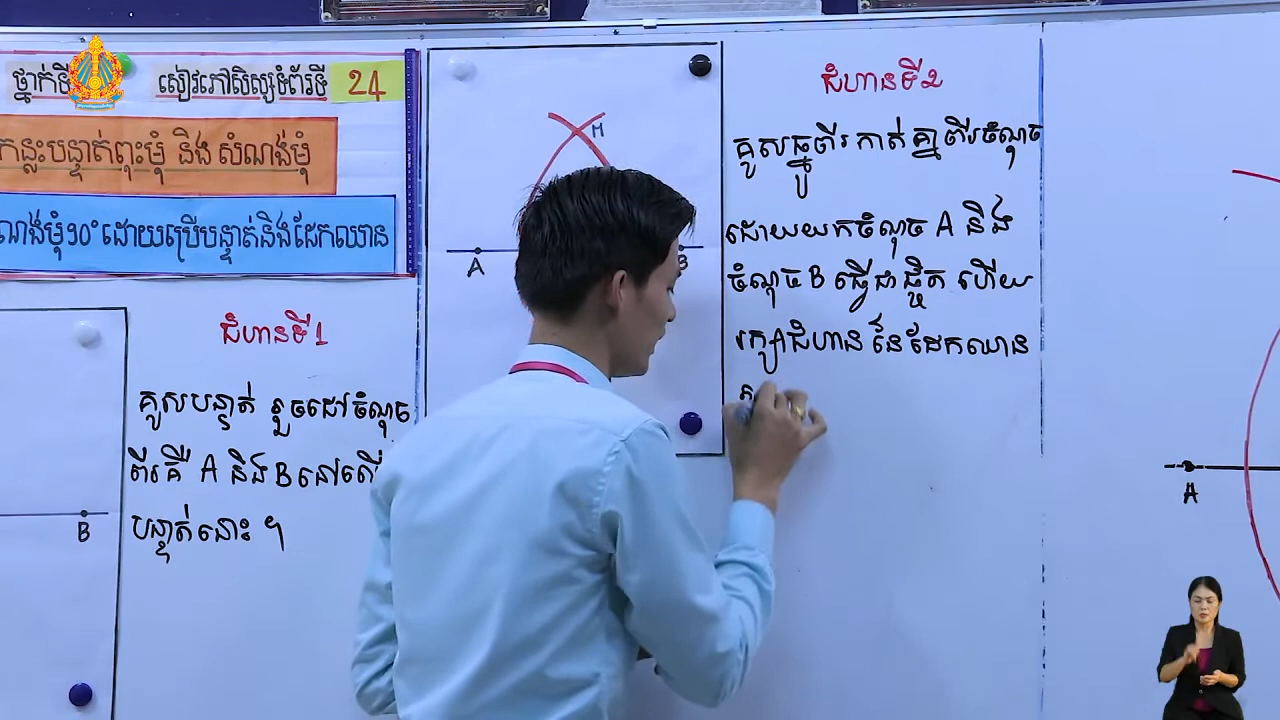 ថ្នាក់ទី
សៀវភៅសិស្សទំព័រទី 24
កន្លះបន្ទាត់ពុះមុំ និង សំណង់មុំ
ណង់មុំ90°ដោយប្រើបន្ទាត់និងដែកឈាន
ជំហានទី1
គូសបន្ទាត់ រួចដៅចំណុច
ពីរគឺ A និង B នៅលើ
បន្ទាត់នោះ ។
B
M
A
B
ជំហានទី2
គូសធ្នូពីរកាត់គ្នាពីរចំណុច
ដោយយកចំណុច A និង
ចំណុច B ធ្វើជាផ្ចិត ហើយ
រក្សាជំហាននៃដែកឈាន
A